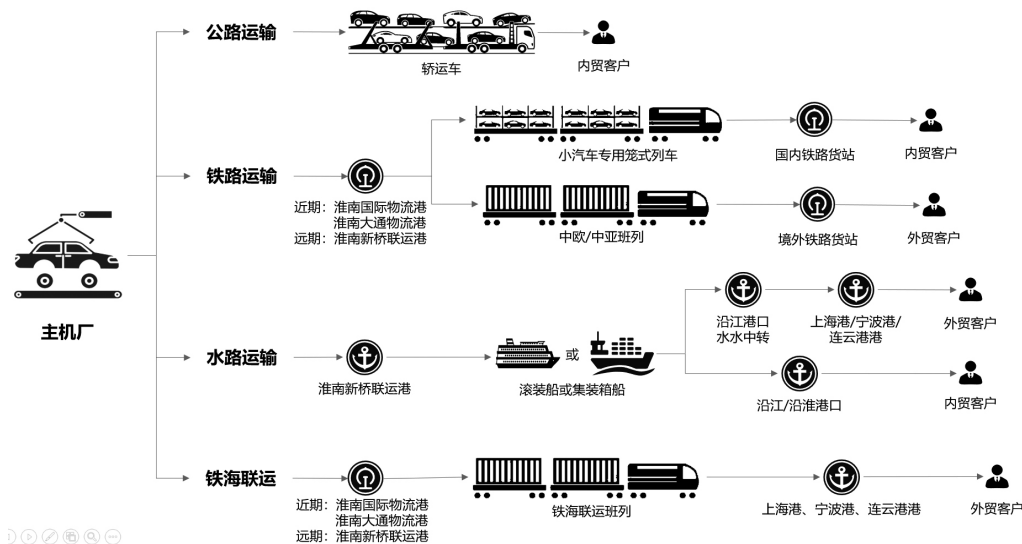 公路运输
轿运车
内贸客户
铁路运输
近期：淮南国际物流港
淮南大通物流港
远期：淮南新桥联运港
小汽车专用笼式列车
国内铁路货站
内贸客户
中欧/中亚班列
境外铁路货站
外贸客户
主机厂
水路运输
淮南新桥联运港
或
滚装船或集装箱船
沿江港口
水水中转
上海港/宁波港/
连云港港
外贸客户
沿江/沿淮港口
内贸客户
铁海联运
近期：淮南国际物流港
淮南大通物流港
远期：淮南新桥联运港
铁海联运班列
上海港、宁波港、连云港港
外贸客户